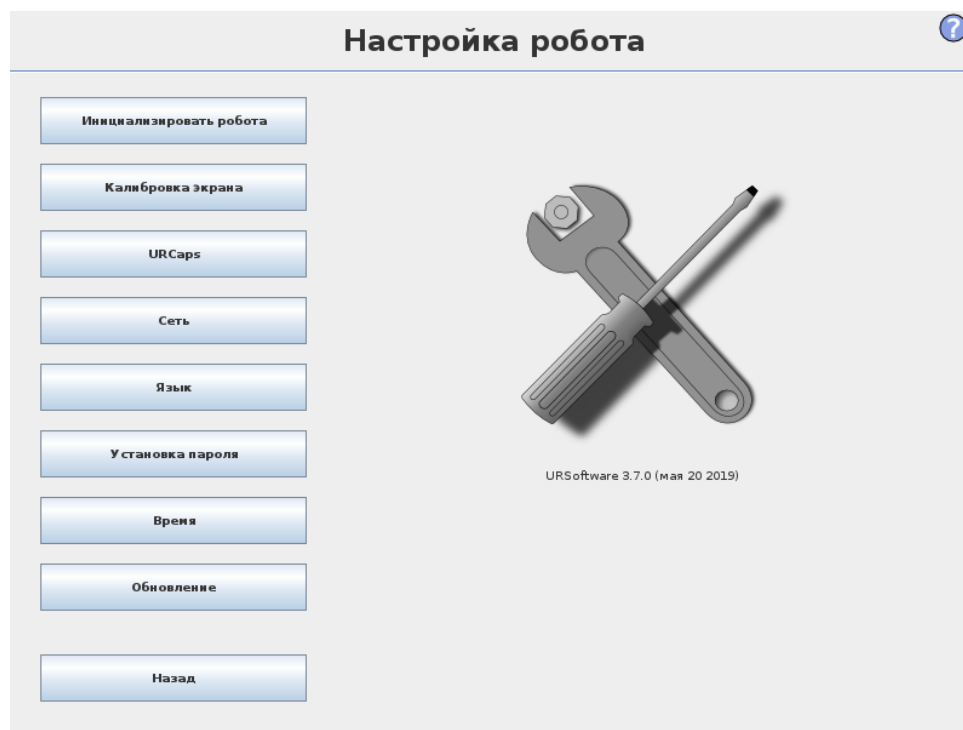 Настройка робота
?
Инициализировать робота
Калибровка экрана
URCaps
Сеть
Язык
Установка пароля
Время
Обновление
Назад
URSoftware 3.7.0 (мая 20 2019)